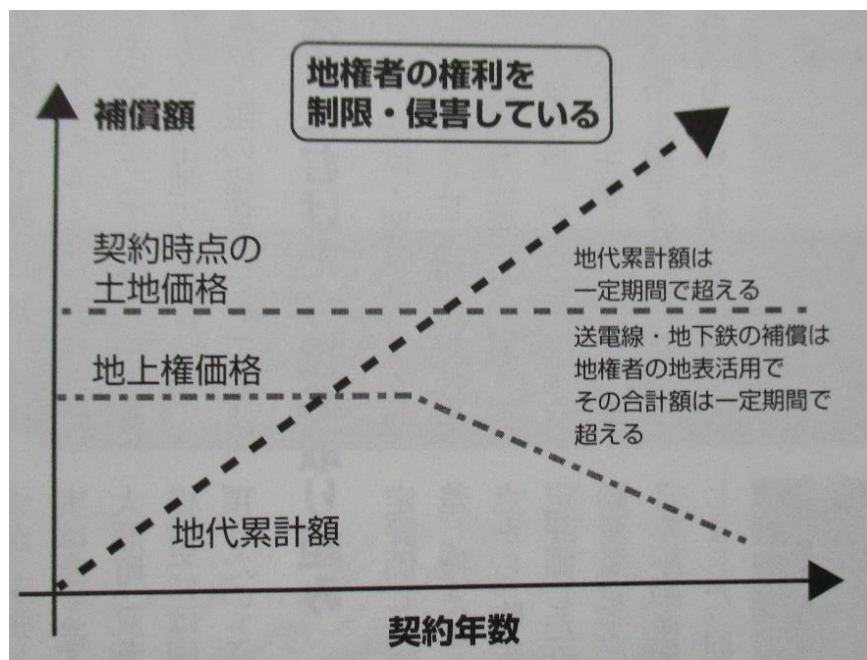 地権者の権利を
制限・侵害している
補償額
契約時点の
土地価格
地代累計額は
一定期間で超える
送電線・地下鉄の補償は
地権者の地表活用で
その合計額は一定期間で
超える
地上権価格
地代累計額
契約年数